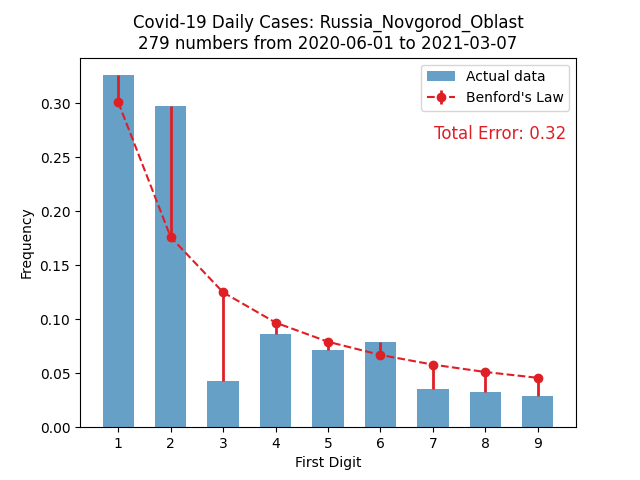 Covid-19 Daily Cases: Russia_Novgorod_Oblast
279 numbers from 2020-06-01 to 2021-03-07
Actual data
Benford's Law
Total Error: 0.32
Frequency
0.30
0.25
0.20
0.15
0.10
0.05
0.00
1 2 3 4 5 6 7 8 9
First Digit